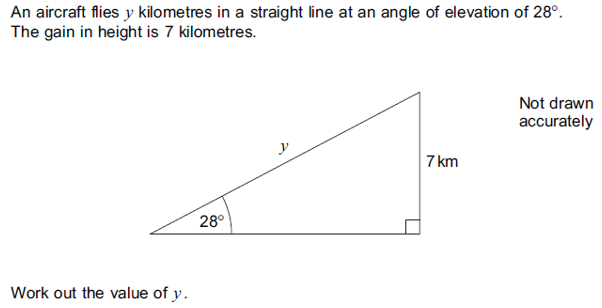 An aircraft flies y kilometres in a straight line at an angle of elevation of 28°.
The gain in height is 7 kilometres.
Not drawn
accurately
y
7 km
28°
Work out the value of y.